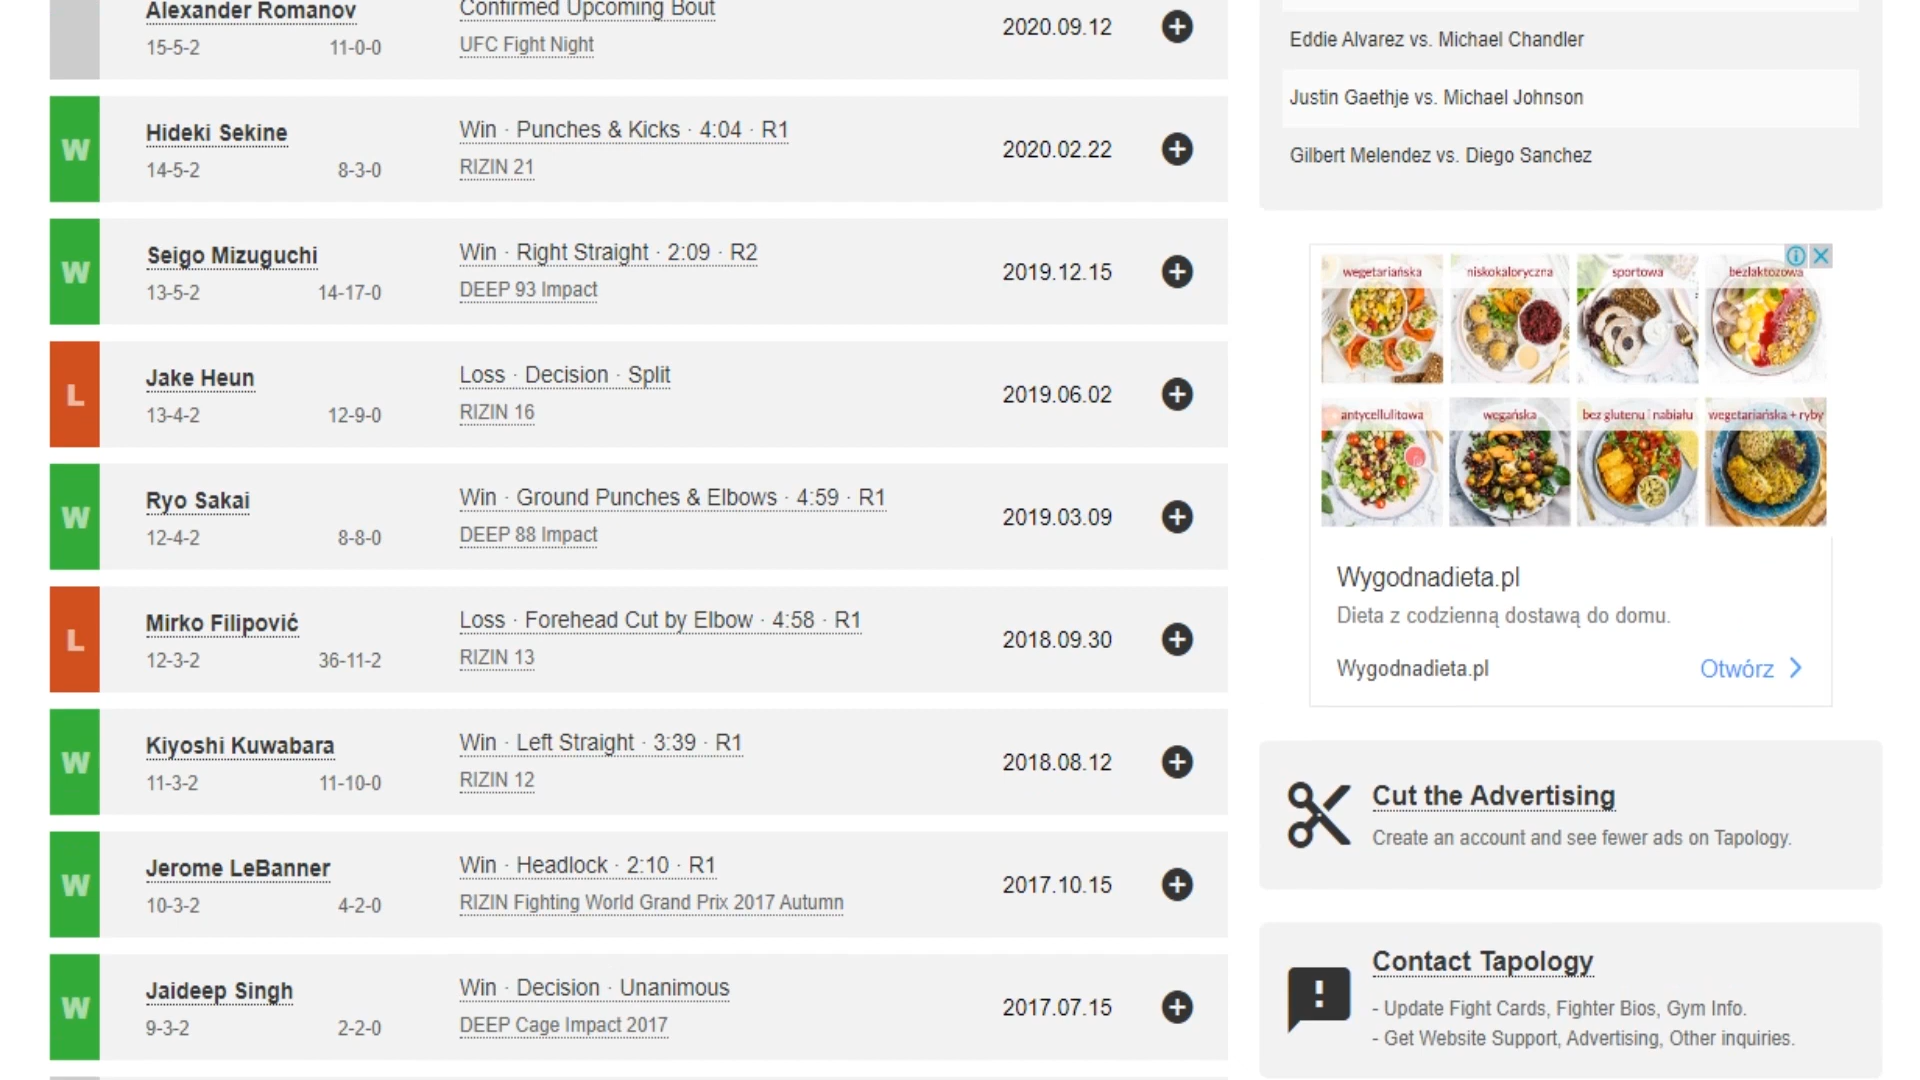 Alexander Romanov
Confirmed Upcoming Bout
2020.09.12
15-5-2
11-0-0
UFC Fight Night
W
Hideki Sekine
Win · Punches & Kicks · 4:04 · R1
2020.02.22
14-5-2
8-3-0
RIZIN 21
W
Seigo Mizuguchi
Win · Right Straight · 2:09 · R2
2019.12.15
13-5-2
14-17-0
DEEP 93 Impact
L
Jake Heun
Loss · Decision · Split
2019.06.02
13-4-2
12-9-0
RIZIN 16
W
Ryo Sakai
Win · Ground Punches & Elbows · 4:59 · R1
2019.03.09
12-4-2
8-8-0
DEEP 88 Impact
L
Mirko Filipović
Loss · Forehead Cut by Elbow · 4:58 · R1
2018.09.30
12-3-2
36-11-2
RIZIN 13
W
Kiyoshi Kuwabara
Win · Left Straight · 3:39 · R1
2018.08.12
11-3-2
11-10-0
RIZIN 12
W
Jerome LeBanner
Win · Headlock · 2:10 · R1
2017.10.15
10-3-2
4-2-0
RIZIN Fighting World Grand Prix 2017 Autumn
W
Jaideep Singh
Win · Decision · Unanimous
2017.07.15
9-3-2
2-2-0
DEEP Cage Impact 2017
Eddie Alvarez vs. Michael Chandler
Justin Gaethje vs. Michael Johnson
Gilbert Melendez vs. Diego Sanchez
wegetariańska
niskokaloryczna
sportowa
bezlaktozowa
antycellulitowa
wegańska
bez glutenu i nabiału
wegetariańska + ryby
Wygodnadieta.pl
Dieta z codzienną dostawą do domu.
Wygodnadieta.pl
Otwórz
Cut the Advertising
Create an account and see fewer ads on Tapology.
Contact Tapology
- Update Fight Cards, Fighter Bios, Gym Info.
- Get Website Support, Advertising, Other inquiries.